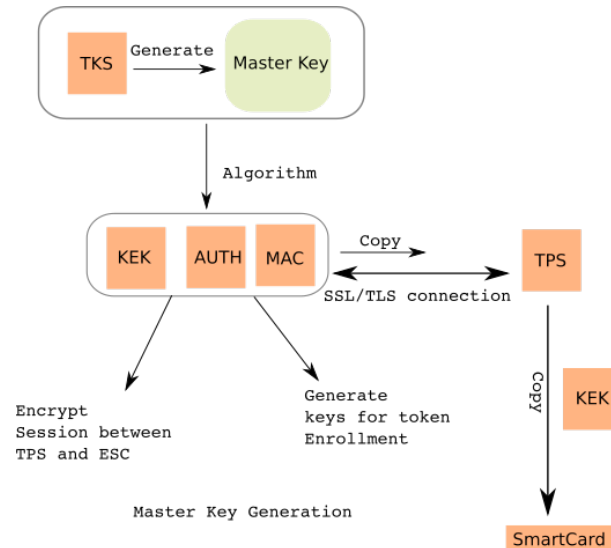 Generate
TKS
Master Key
Algorithm
KEK
AUTH
MAC
Copy
SSL/TLS connection
TPS
Copy
KEK
Encrypt
Session between
TPS and ESC
Generate
keys for token
Enrollment
Master Key Generation
SmartCard